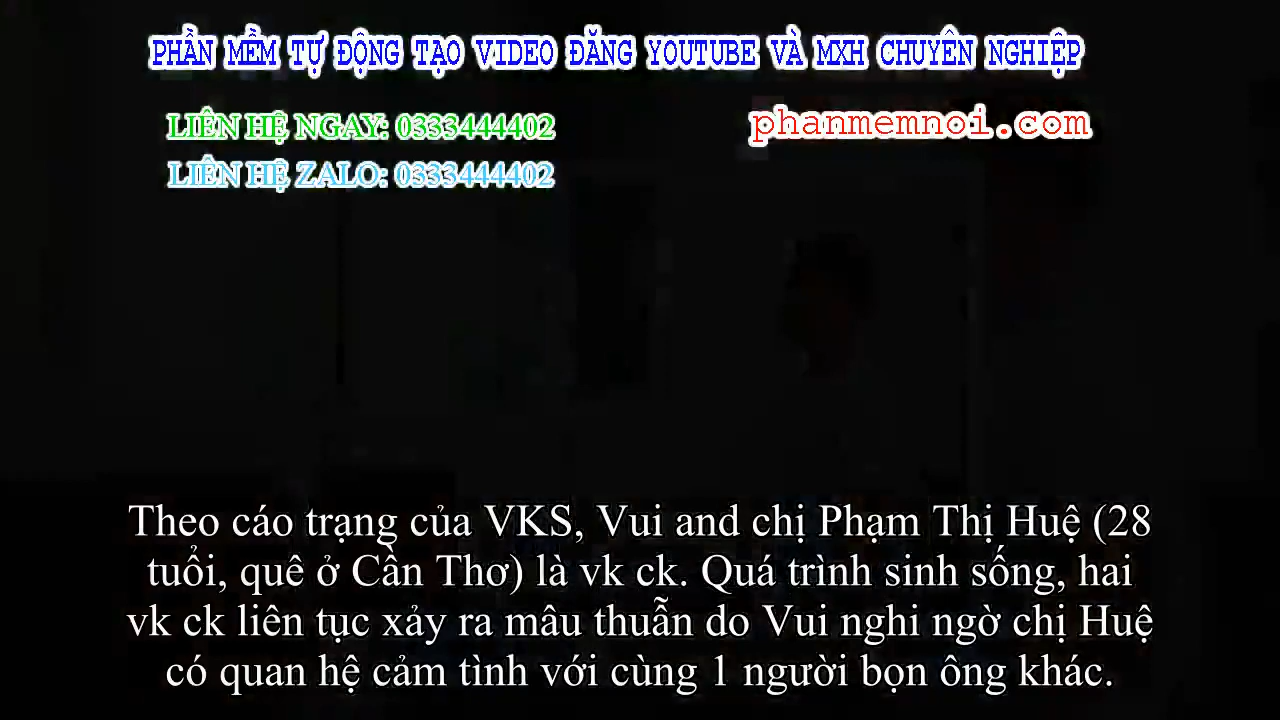 PHẦN MỀM TỰ ĐỘNG TẠO VIDEO ĐĂNG YOUTUBE VÀ MXH CHUYÊN NGHIỆP
LIÊN HỆ NGAY: 0333444402
phanmemnoi.com
LIÊN HỆ ZALO: 0333444402
Theo cáo trạng của VKS, Vui and chị Phạm Thị Huệ (28
tuổi, quê ở Cần Thơ) là vk ck. Quá trình sinh sống, hai
vk ck liên tục xảy ra mâu thuẫn do Vui nghi ngờ chị Huệ
có quan hệ cảm tình với cùng 1 người bọn ông khác.